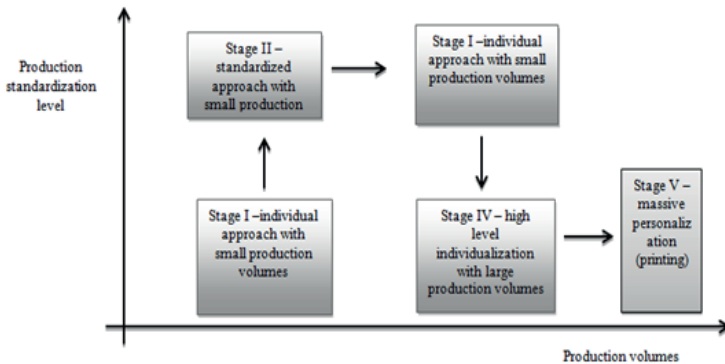 Production
standardization
level
Stage II –
standardized
approach with
small production
Stage I –individual
approach with small
production volumes
Stage I –individual
approach with
small production
volumes
Stage IV – high
level
individualization
with large
production volumes
Stage V –
massive
personaliz
ation
(printing)
Production volumes